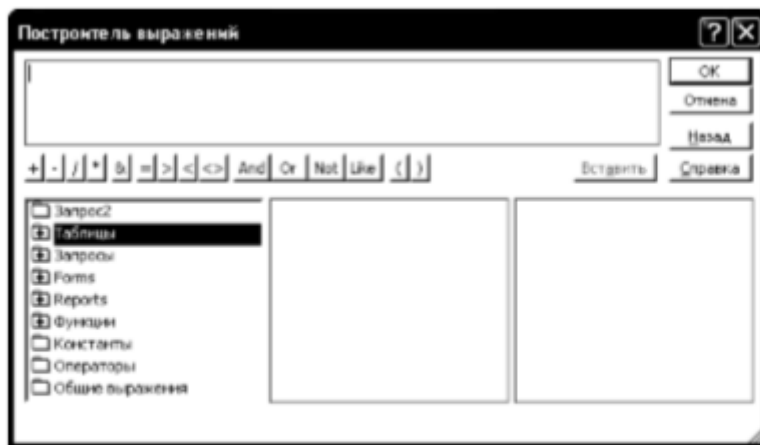 Построитель выражений
ОК
Отмена
Назад
+ - / * & = > < <> And Or Not Like ( ) Вставить Справка
Запрос2
Таблицы
Запросы
Forms
Reports
Функции
Константы
Операторы
Общие выражения